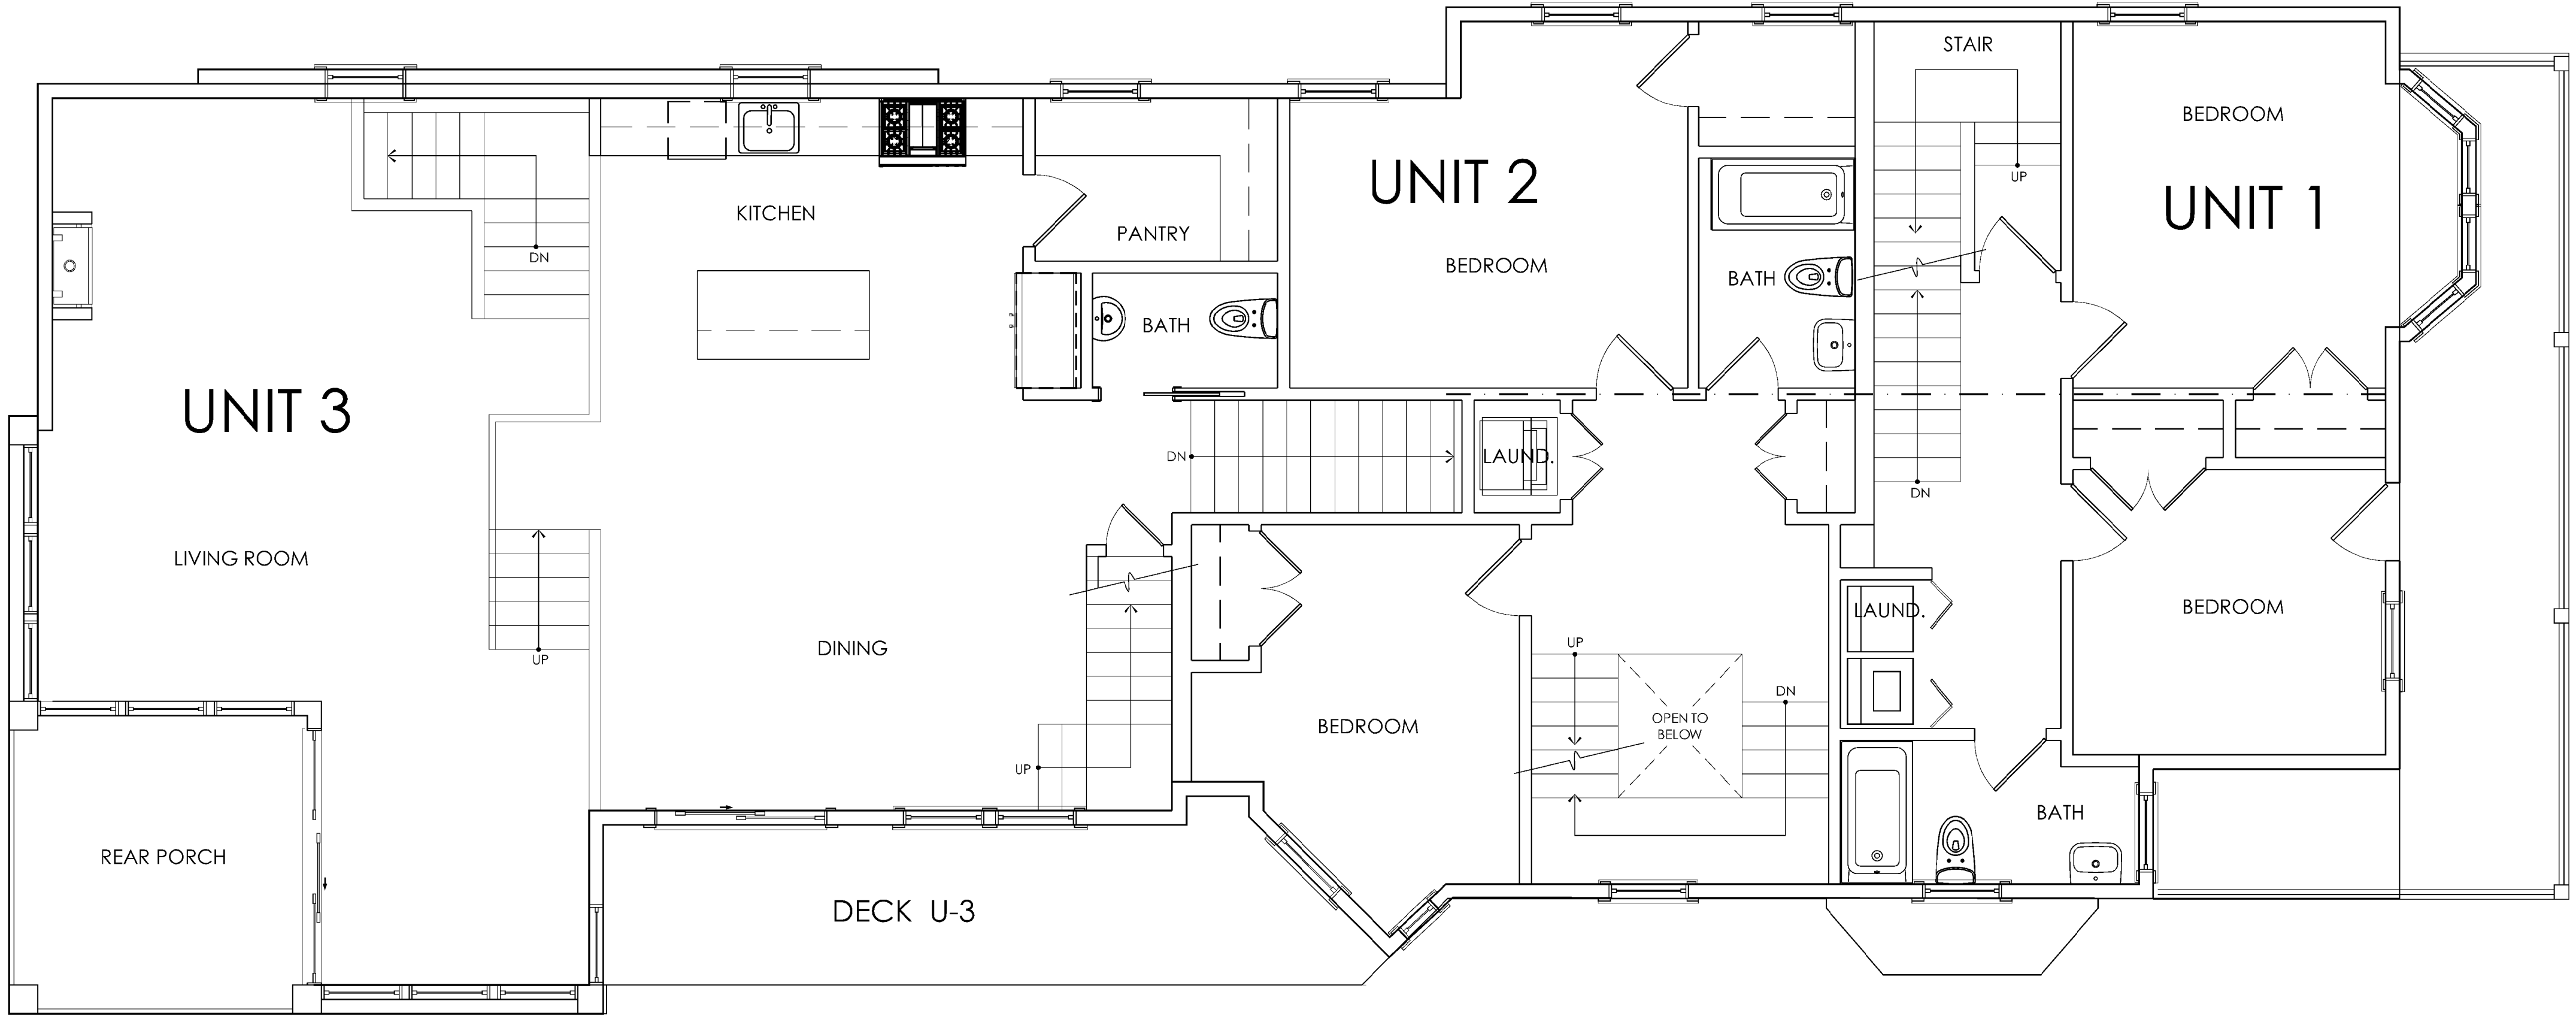 STAIR
BEDROOM
UP
UNIT 2
UNIT 1
KITCHEN
PANTRY
DN
BEDROOM
BATH
BATH
UNIT 3
DN
LAUND.
DN
LIVING ROOM
BEDROOM
LAUND.
DINING
UP
UP
DN
OPEN TO
BELOW
BEDROOM
UP
BATH
REAR PORCH
DECK U-3